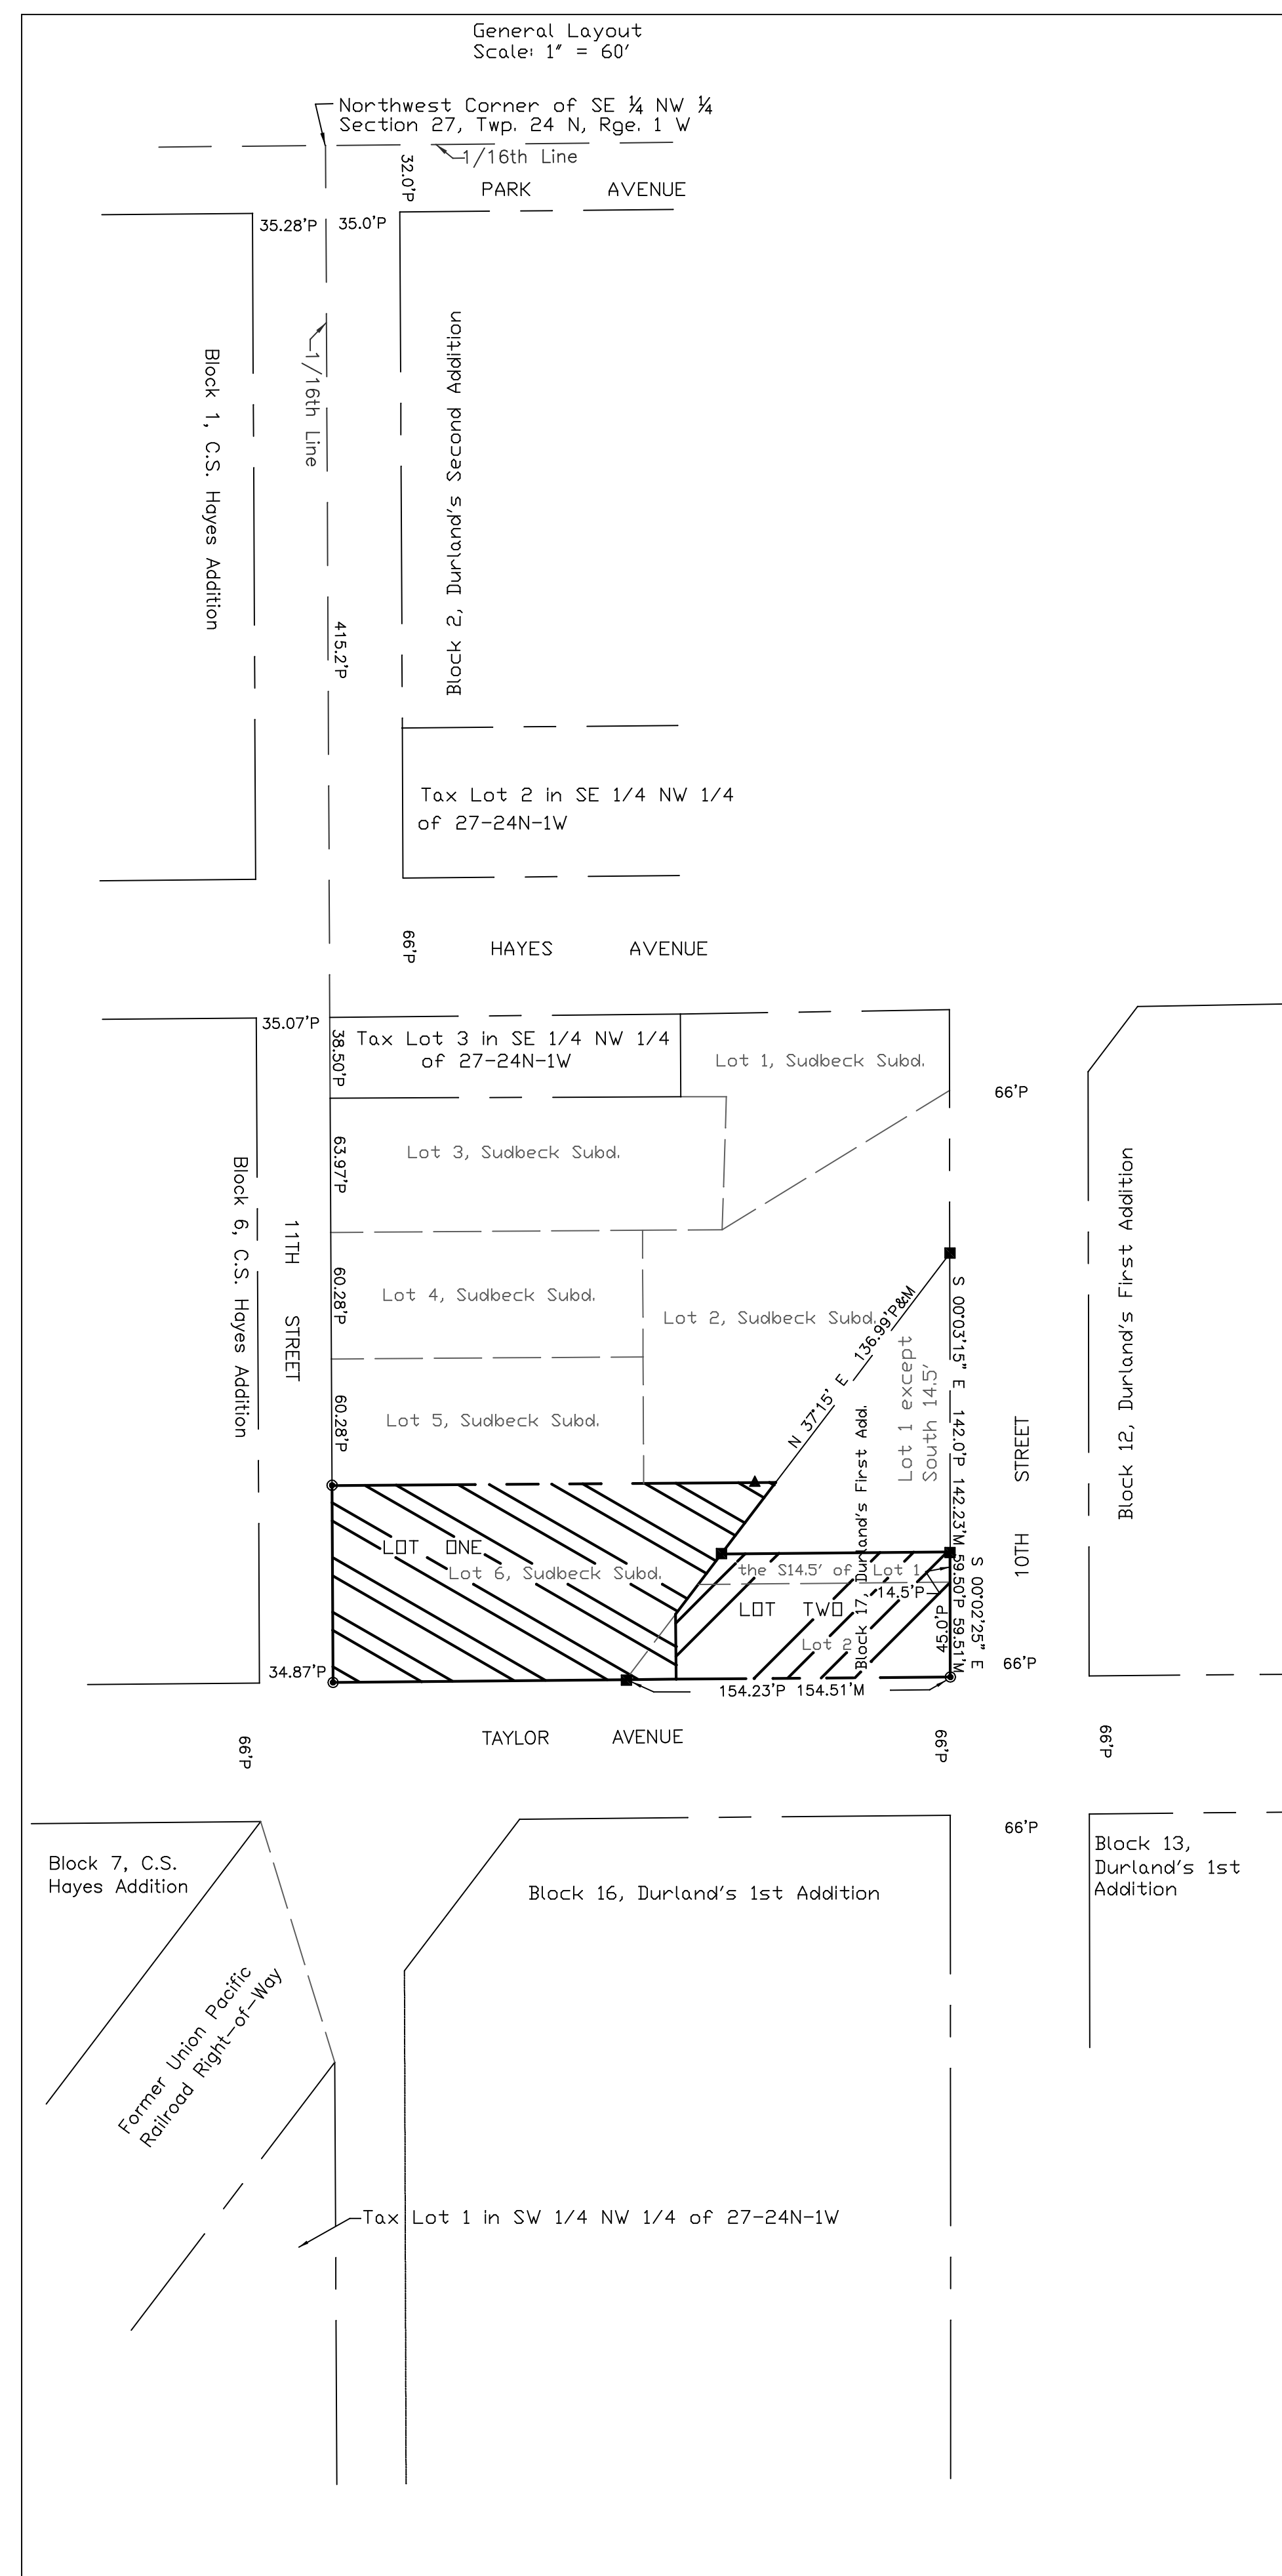 General Layout
Scale: 1" = 60'
Northwest Corner of SE ¼ NW ¼
Section 27, Twp. 24 N, Rge. 1 W
1/16th Line
32.0'P
PARK AVENUE
35.28'P
35.0'P
1/16th Line
Block 1, C.S. Hayes Addition
Block 2, Durland's Second Addition
415.2'P
Tax Lot 2 in SE 1/4 NW 1/4
of 27-24N-1W
66'P
HAYES AVENUE
35.07'P
38.50'P
Tax Lot 3 in SE 1/4 NW 1/4
of 27-24N-1W
Lot 1, Sudbeck Subd.
66'P
63.97'P
Lot 3, Sudbeck Subd.
Block 6, C.S. Hayes Addition
11TH STREET
60.28'P
Lot 4, Sudbeck Subd.
Lot 2, Sudbeck Subd.
N 37°15' E 136.99'P&M
60.28'P
Lot 5, Sudbeck Subd.
Lot 1 except
South 14.5'
S 00°03'15" E 142.0'P 142.23'M
10TH STREET
Block 12, Durland's First Addition
Block 17, Durland's First Add.
LOT ONE
Lot 6, Sudbeck Subd.
the S14.5' of Lot 1
14.5'P
LOT TWO
Lot 2
45.0'P
59.50'P 59.51'M
S 00°02'25" E
34.87'P
66'P
154.23'P 154.51'M
TAYLOR AVENUE
66'P
66'P
66'P
66'P
Block 7, C.S.
Hayes Addition
Block 16, Durland's 1st Addition
Block 13,
Durland's 1st
Addition
Former Union Pacific
Railroad Right-of-Way
Tax Lot 1 in SW 1/4 NW 1/4 of 27-24N-1W